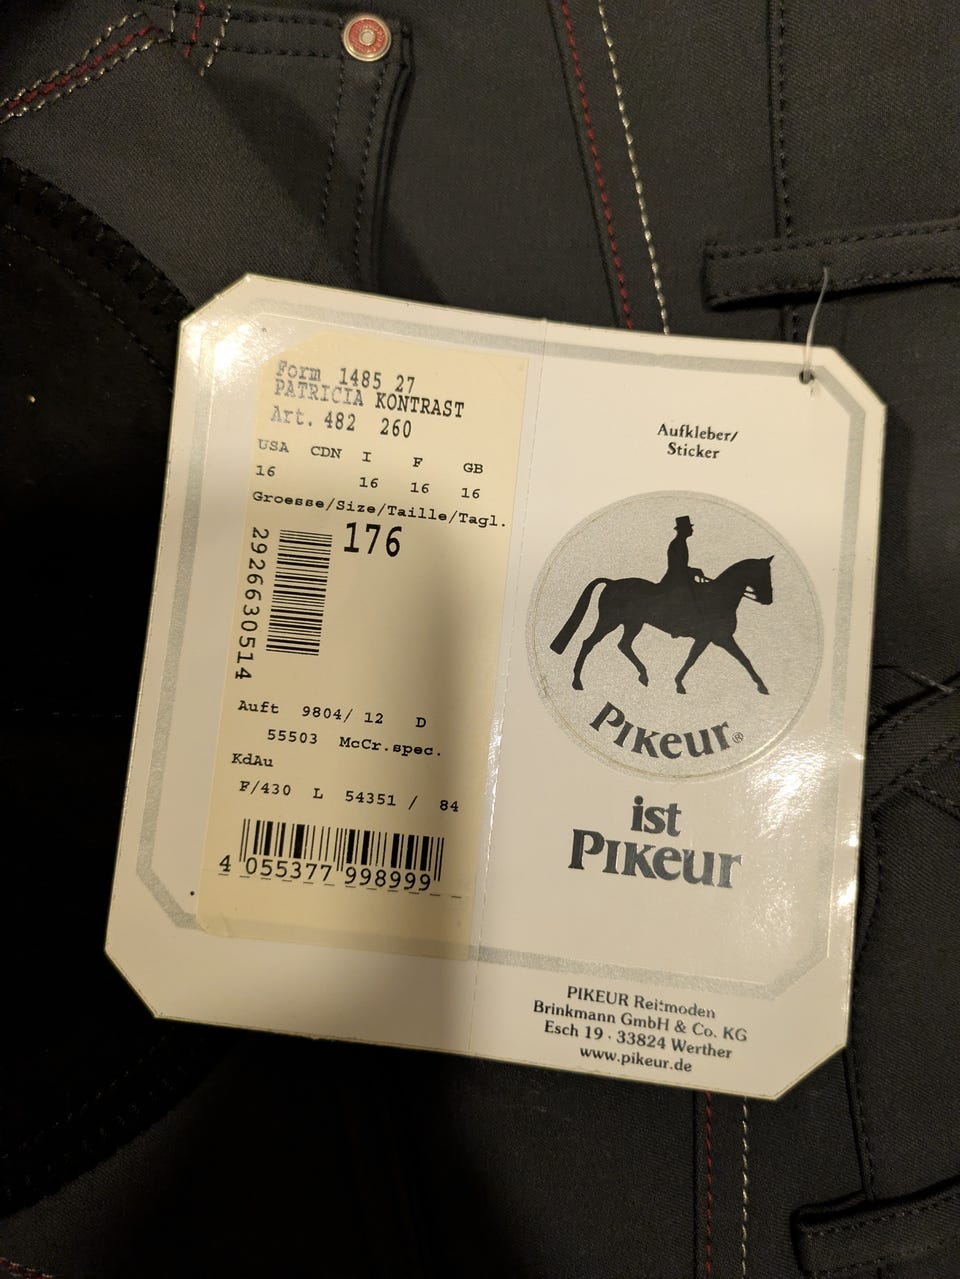 Form 1485 27
PATRICIA KONTRAST
Art. 482 260
USA CDN I F GB
16 16 16 16
Groesse/Size/Taille/Tagl.
176
2926630514
Auft 9804/ 12 D
55503 McCr.spec.
KdAu
F/430 L 54351 / 84
4 055377 998999
Aufkleber/
Sticker
PIKEUR®
ist
PIKEUR
PIKEUR Reitmoden
Brinkmann GmbH & Co. KG
Esch 19 · 33824 Werther
www.pikeur.de